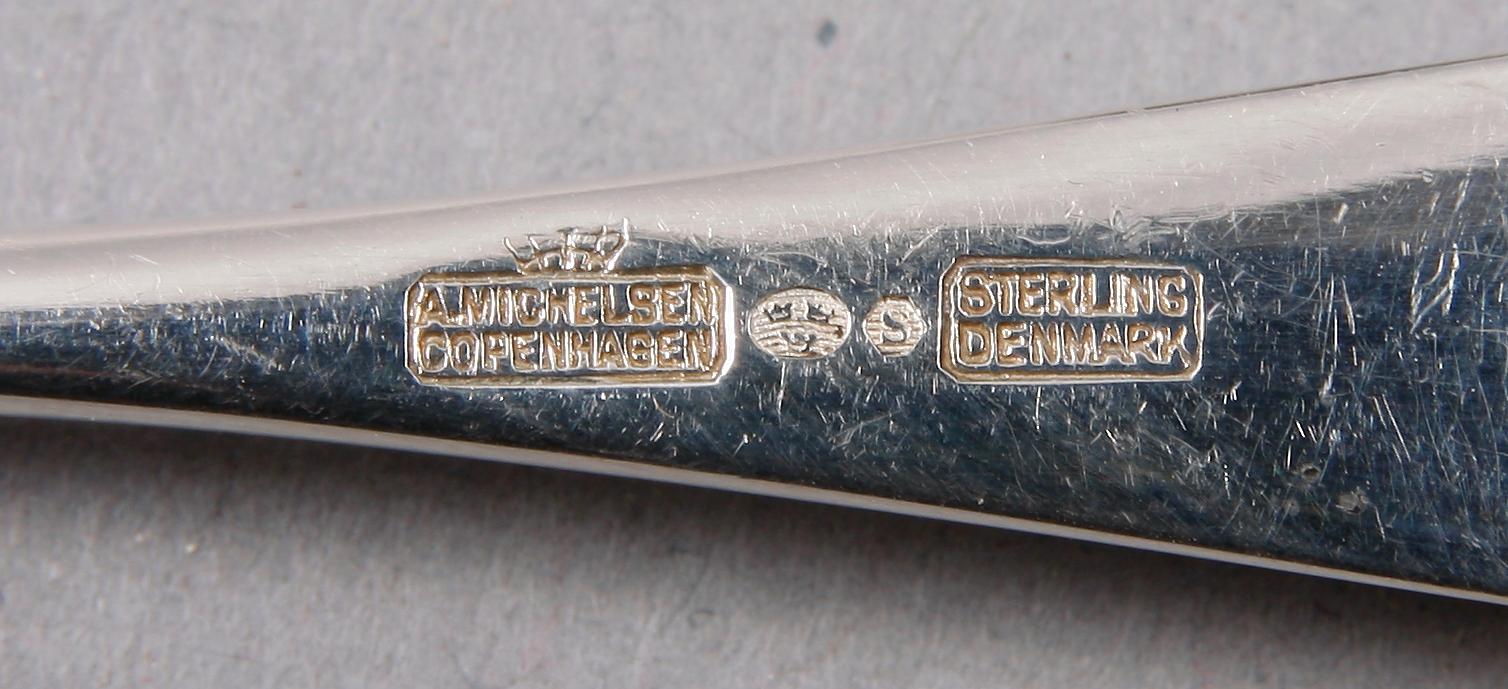 A.MICHELSEN
COPENHAGEN
S
STERLING
DENMARK